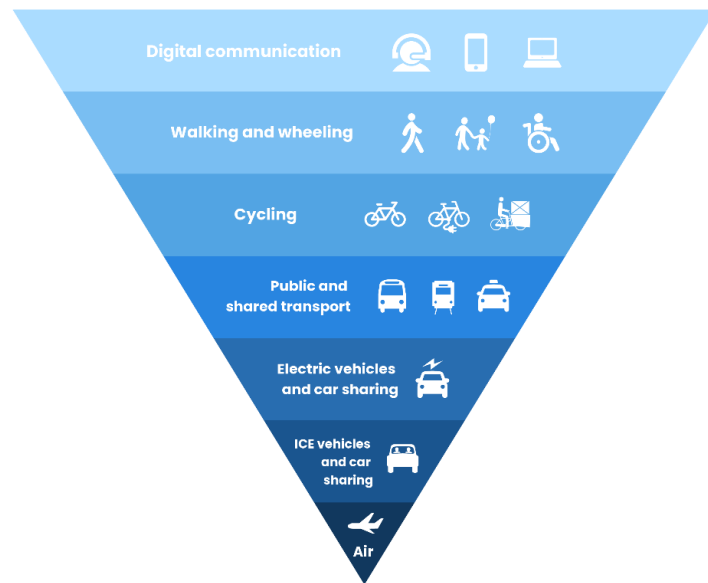 Digital communication
Walking and wheeling
Cycling
Public and
shared transport
Electric vehicles
and car sharing
ICE vehicles
and car
sharing
Air